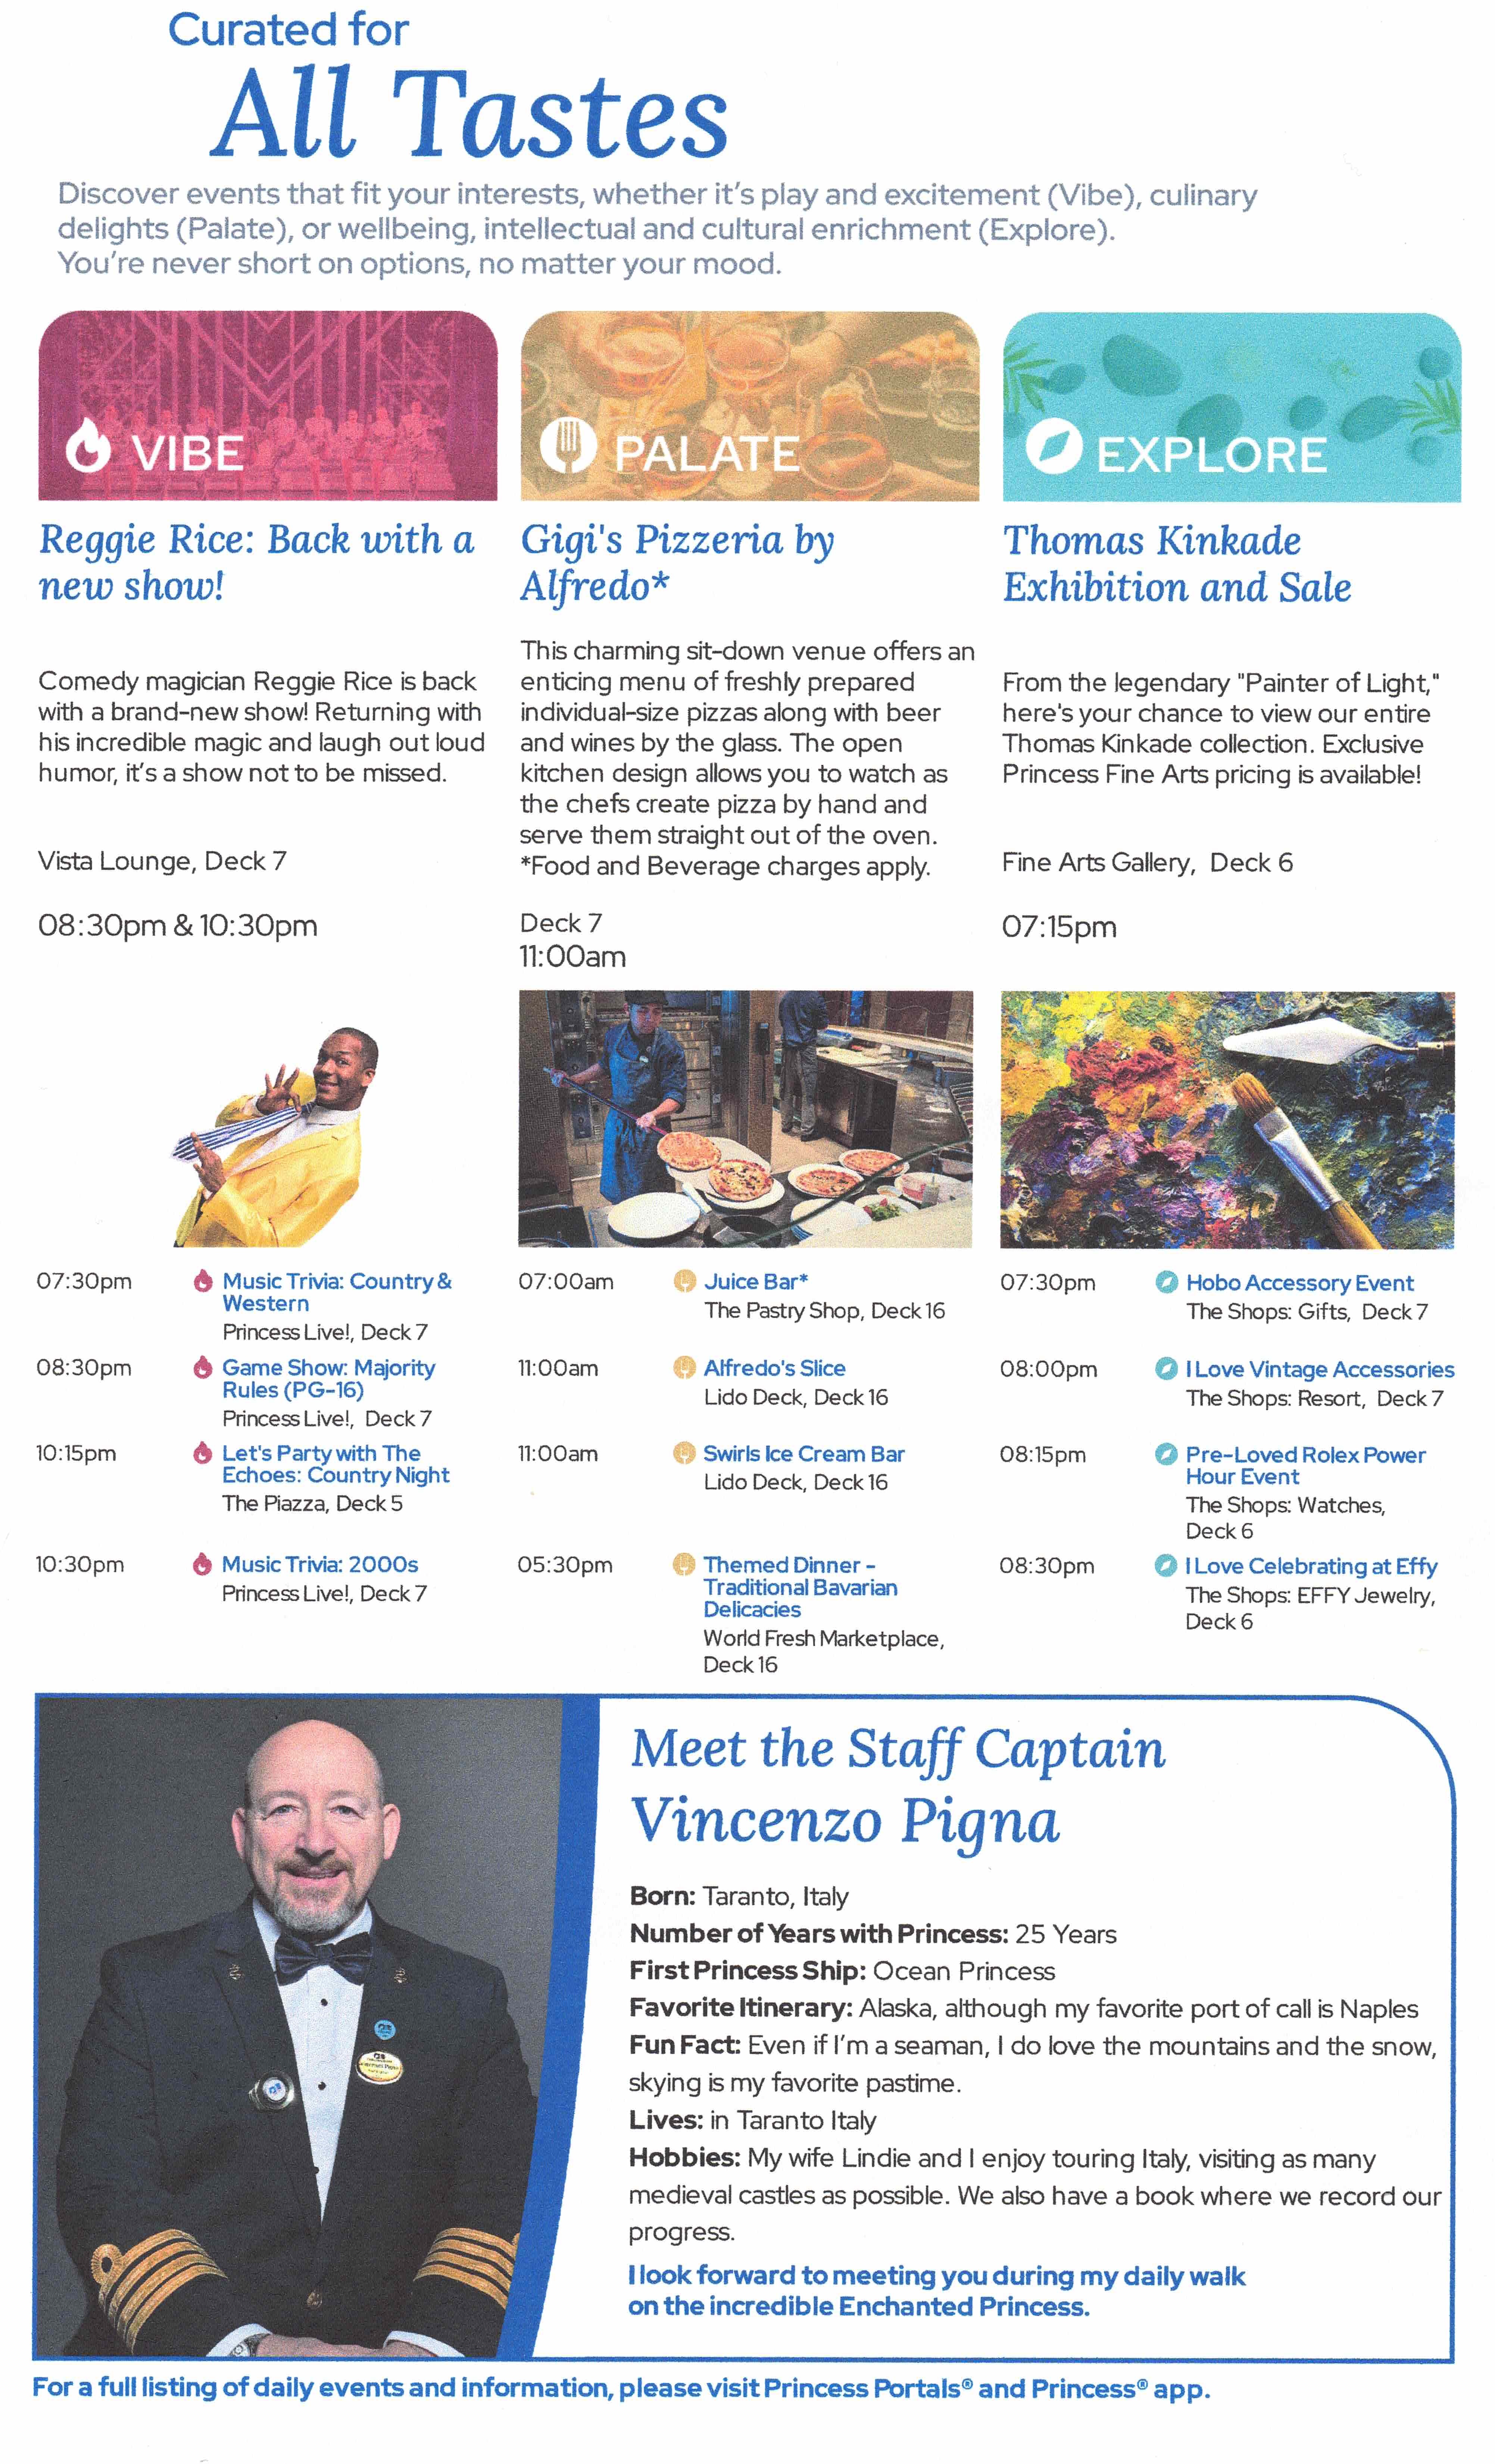 Curated for
All Tastes
Discover events that fit your interests, whether it's play and excitement (Vibe), culinary
delights (Palate), or wellbeing, intellectual and cultural enrichment (Explore).
You're never short on options, no matter your mood.
VIBE
Reggie Rice: Back with a
new show!
Comedy magician Reggie Rice is back
with a brand-new show! Returning with
his incredible magic and laugh out loud
humor, it's a show not to be missed.
Vista Lounge, Deck 7
08:30pm & 10:30pm
07:30pm Music Trivia: Country &
Western
Princess Live!, Deck 7
08:30pm Game Show: Majority
Rules (PG-16)
Princess Live!, Deck 7
10:15pm Let's Party with The
Echoes: Country Night
The Piazza, Deck 5
10:30pm Music Trivia: 2000s
Princess Live!, Deck 7
PALATE
Gigi's Pizzeria by
Alfredo*
This charming sit-down venue offers an
enticing menu of freshly prepared
individual-size pizzas along with beer
and wines by the glass. The open
kitchen design allows you to watch as
the chefs create pizza by hand and
serve them straight out of the oven.
*Food and Beverage charges apply.
Deck 7
11:00am
07:00am Juice Bar*
The Pastry Shop, Deck 16
11:00am Alfredo's Slice
Lido Deck, Deck 16
11:00am Swirls Ice Cream Bar
Lido Deck, Deck 16
05:30pm Themed Dinner -
Traditional Bavarian
Delicacies
World Fresh Marketplace,
Deck 16
EXPLORE
Thomas Kinkade
Exhibition and Sale
From the legendary "Painter of Light,"
here's your chance to view our entire
Thomas Kinkade collection. Exclusive
Princess Fine Arts pricing is available!
Fine Arts Gallery, Deck 6
07:15pm
07:30pm Hobo Accessory Event
The Shops: Gifts, Deck 7
08:00pm I Love Vintage Accessories
The Shops: Resort, Deck 7
08:15pm Pre-Loved Rolex Power
Hour Event
The Shops: Watches,
Deck 6
08:30pm I Love Celebrating at Effy
The Shops: EFFY Jewelry,
Deck 6
Meet the Staff Captain
Vincenzo Pigna
Born: Taranto, Italy
Number of Years with Princess: 25 Years
First Princess Ship: Ocean Princess
Favorite Itinerary: Alaska, although my favorite port of call is Naples
Fun Fact: Even if I'm a seaman, I do love the mountains and the snow,
skying is my favorite pastime.
Lives: in Taranto Italy
Hobbies: My wife Lindie and I enjoy touring Italy, visiting as many
medieval castles as possible. We also have a book where we record our
progress.
I look forward to meeting you during my daily walk
on the incredible Enchanted Princess.
For a full listing of daily events and information, please visit Princess Portals® and Princess® app.